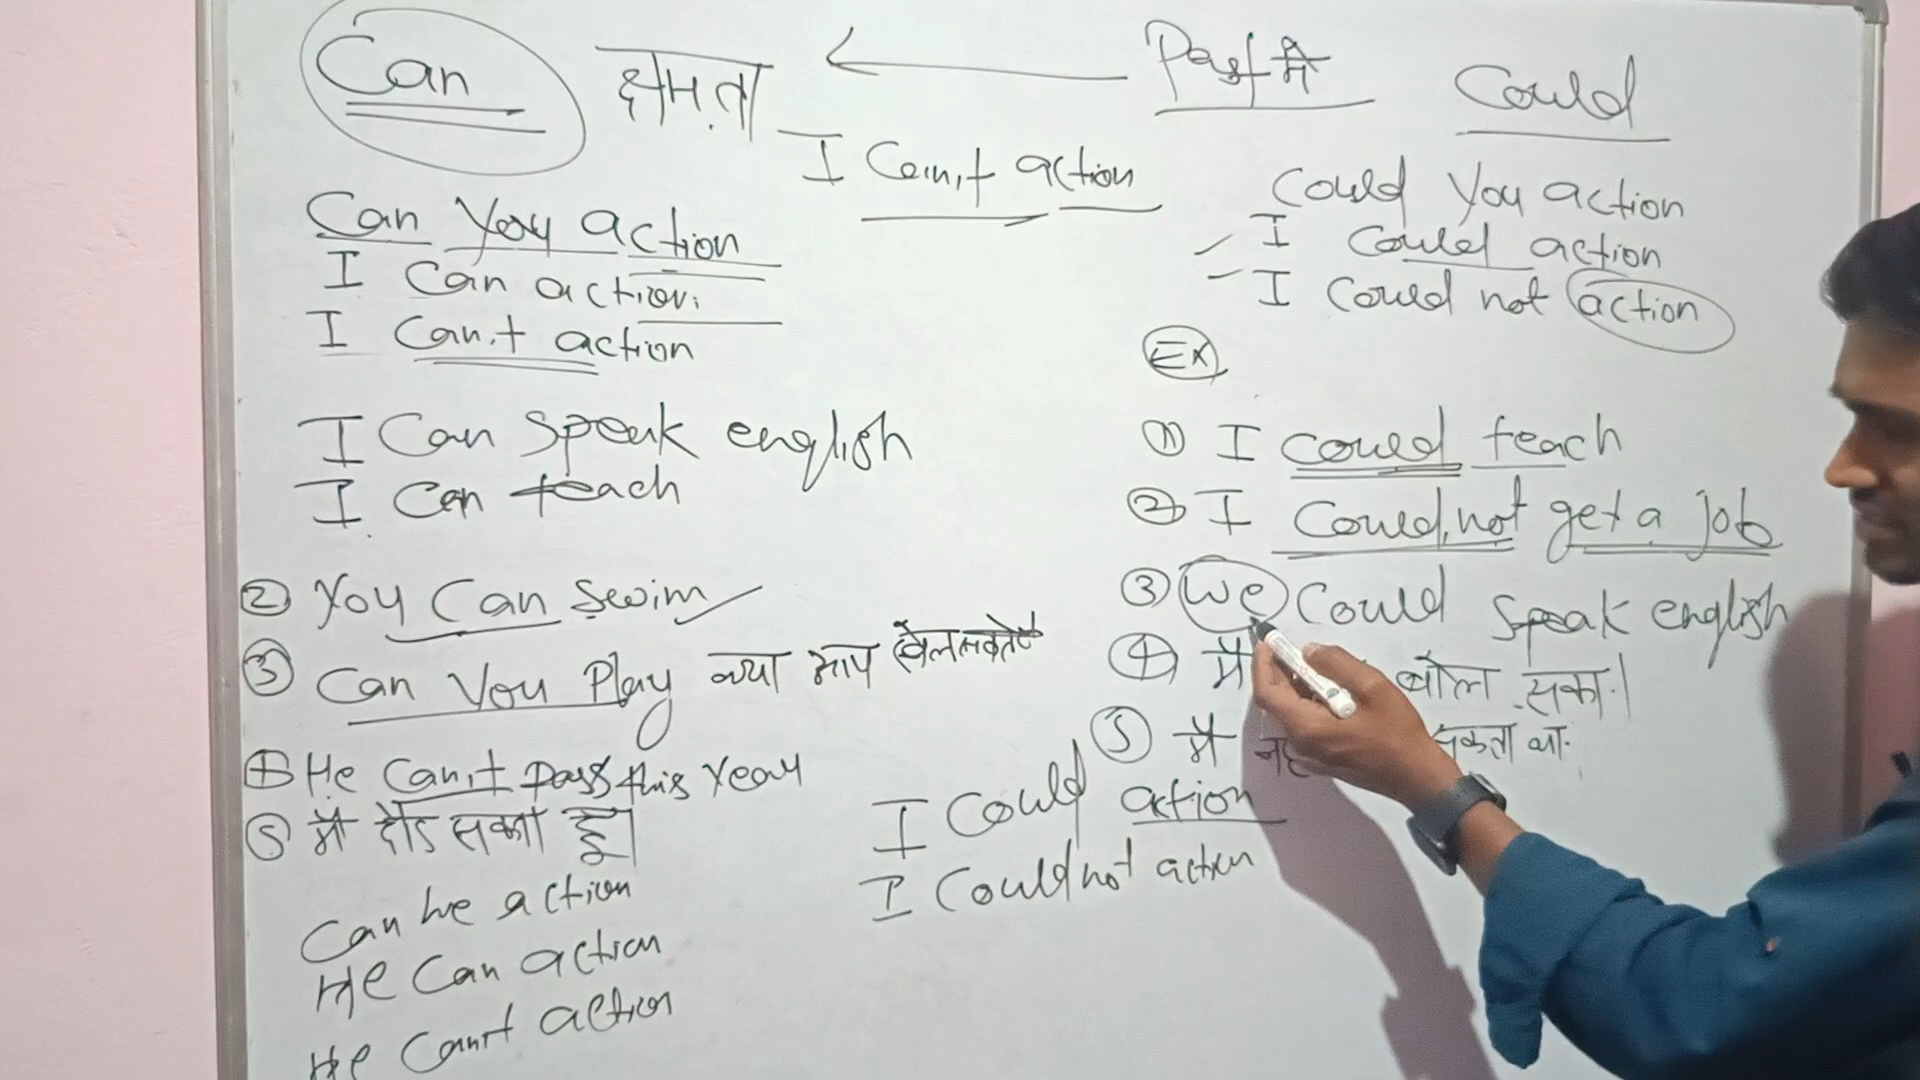 Can क्षमता
Past में Could
I Can,t action
Can You action
I Can action.
I Can,t action
I Can Speak english
I Can teach
② You Can Swim
③ Can You Play क्या आप खेल सकते
④ He Can,t Pass this Year
⑤ मैं दौड सकता हूँ।
Can we action
He Can action
He Can't action
Could You action
I Could action
I Could not action
Ex
① I Could teach
② I Could,not get a job
③ We Could Speak english
④ मैं बोल सका।
⑤ मैं सकता था.
I Could action
I Could not action